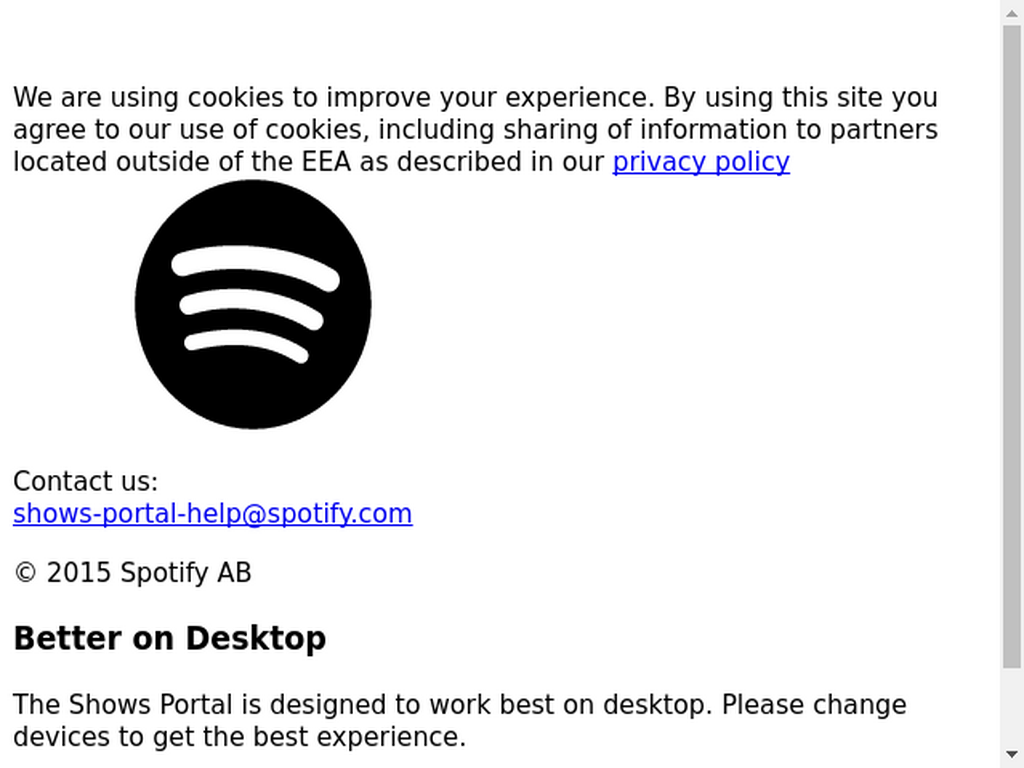 We are using cookies to improve your experience. By using this site you
agree to our use of cookies, including sharing of information to partners
located outside of the EEA as described in our privacy policy
Contact us:
shows-portal-help@spotify.com
© 2015 Spotify AB
Better on Desktop
The Shows Portal is designed to work best on desktop. Please change
devices to get the best experience.